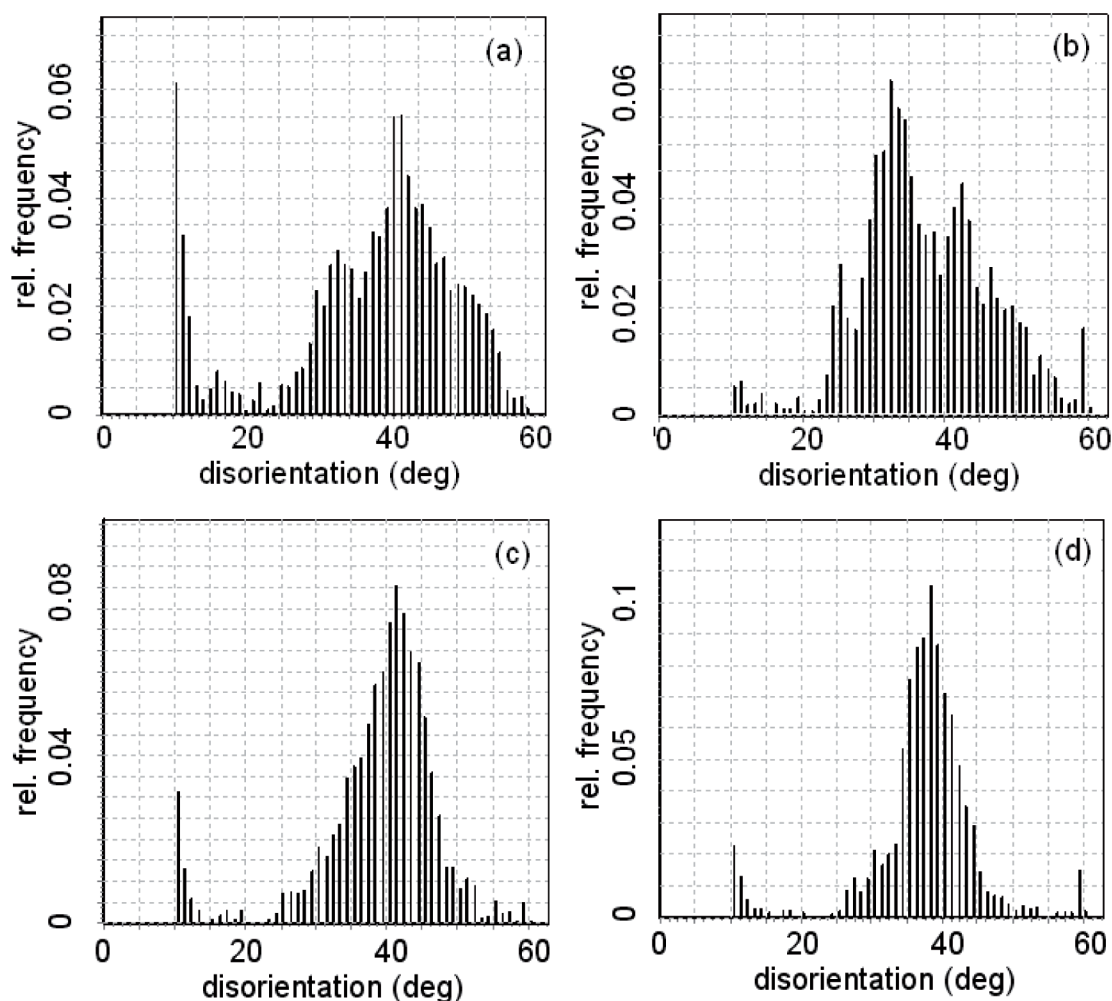 (a)
rel. frequency
0.06
0.04
0.02
0
0 20 40 60
disorientation (deg)
(b)
rel. frequency
0.06
0.04
0.02
0
0 20 40 60
disorientation (deg)
(c)
rel. frequency
0.08
0.04
0
0 20 40 60
disorientation (deg)
(d)
rel. frequency
0.1
0.05
0
0 20 40 60
disorientation (deg)